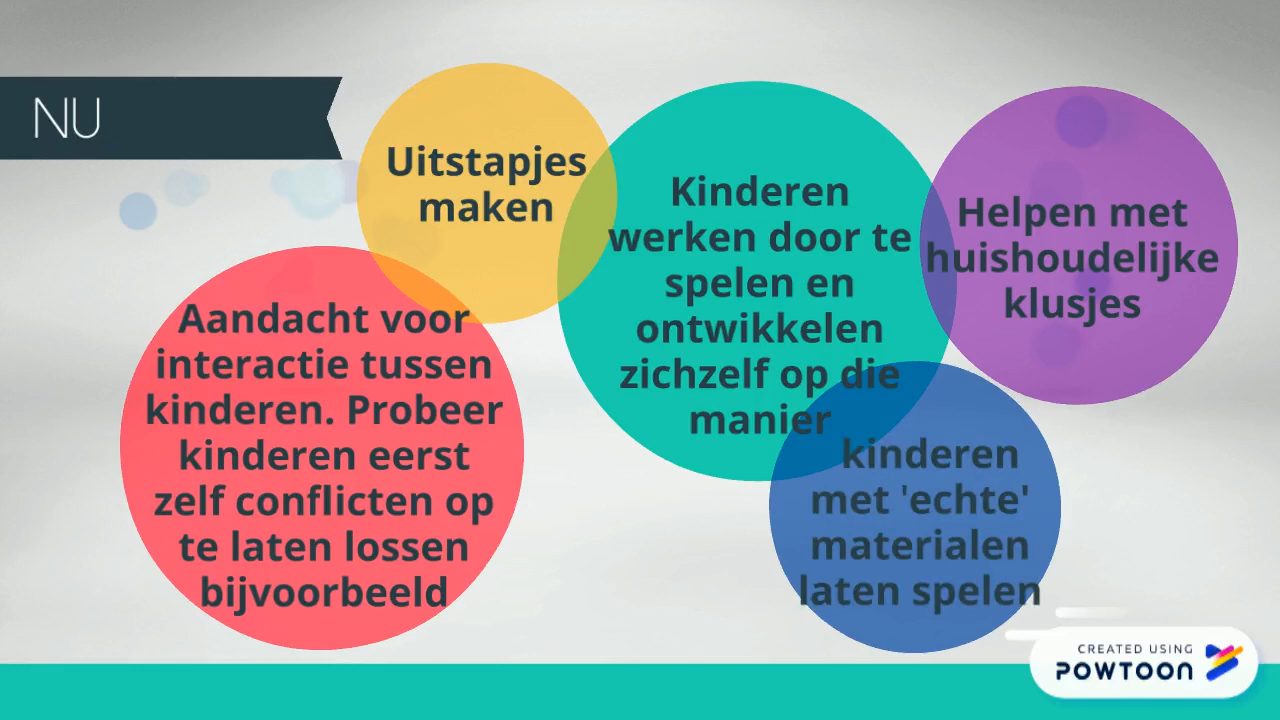 NU
Uitstapjes
maken
Kinderen
werken door te
spelen en
ontwikkelen
zichzelf op die
manier
Helpen met
huishoudelijke
klusjes
Aandacht voor
interactie tussen
kinderen. Probeer
kinderen eerst
zelf conflicten op
te laten lossen
bijvoorbeeld
kinderen
met 'echte'
materialen
laten spelen
CREATED USING
POWTOON